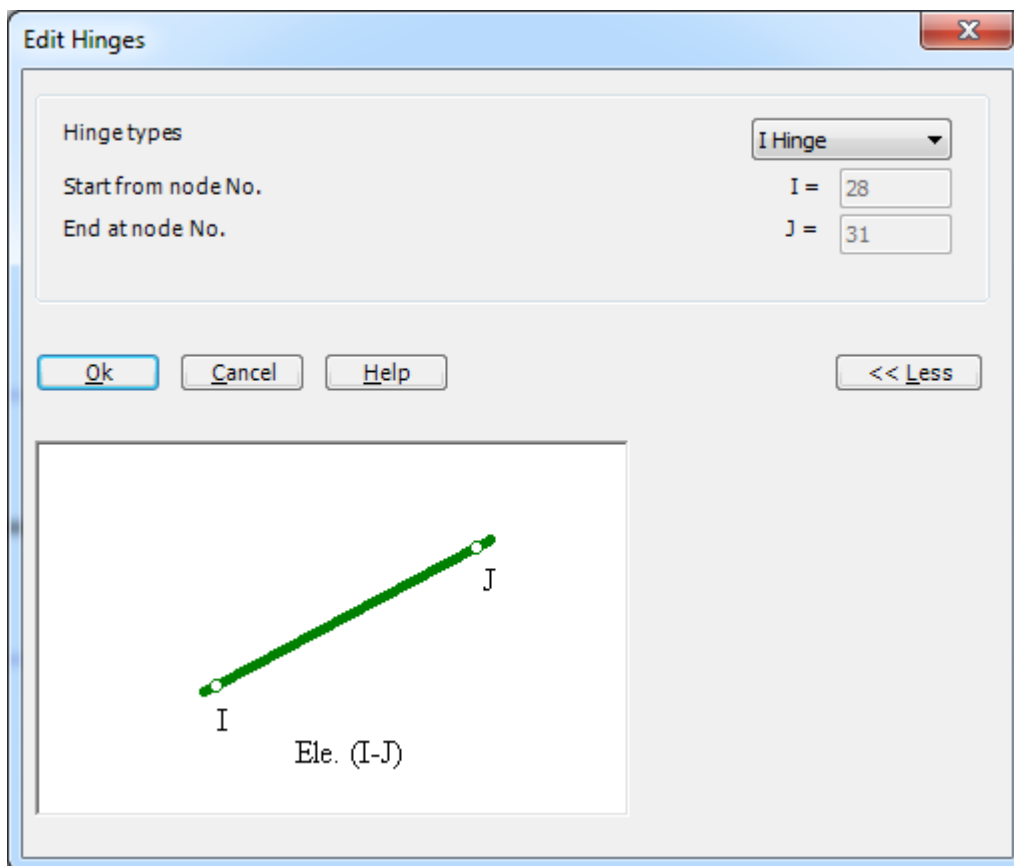 Edit Hinges
Hinge types
I Hinge
Start from node No.
I =
28
End at node No.
J =
31
Ok
Cancel
Help
<< Less
J
I
Ele. (I-J)